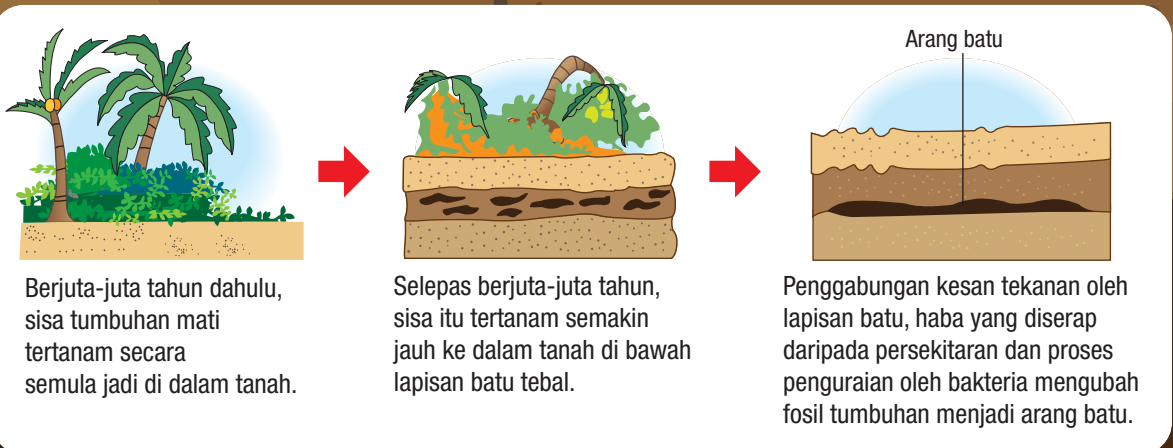 Arang batu
Berjuta-juta tahun dahulu,
sisa tumbuhan mati
tertanam secara
semula jadi di dalam tanah.
Selepas berjuta-juta tahun,
sisa itu tertanam semakin
jauh ke dalam tanah di bawah
lapisan batu tebal.
Penggabungan kesan tekanan oleh
lapisan batu, haba yang diserap
daripada persekitaran dan proses
penguraian oleh bakteria mengubah
fosil tumbuhan menjadi arang batu.